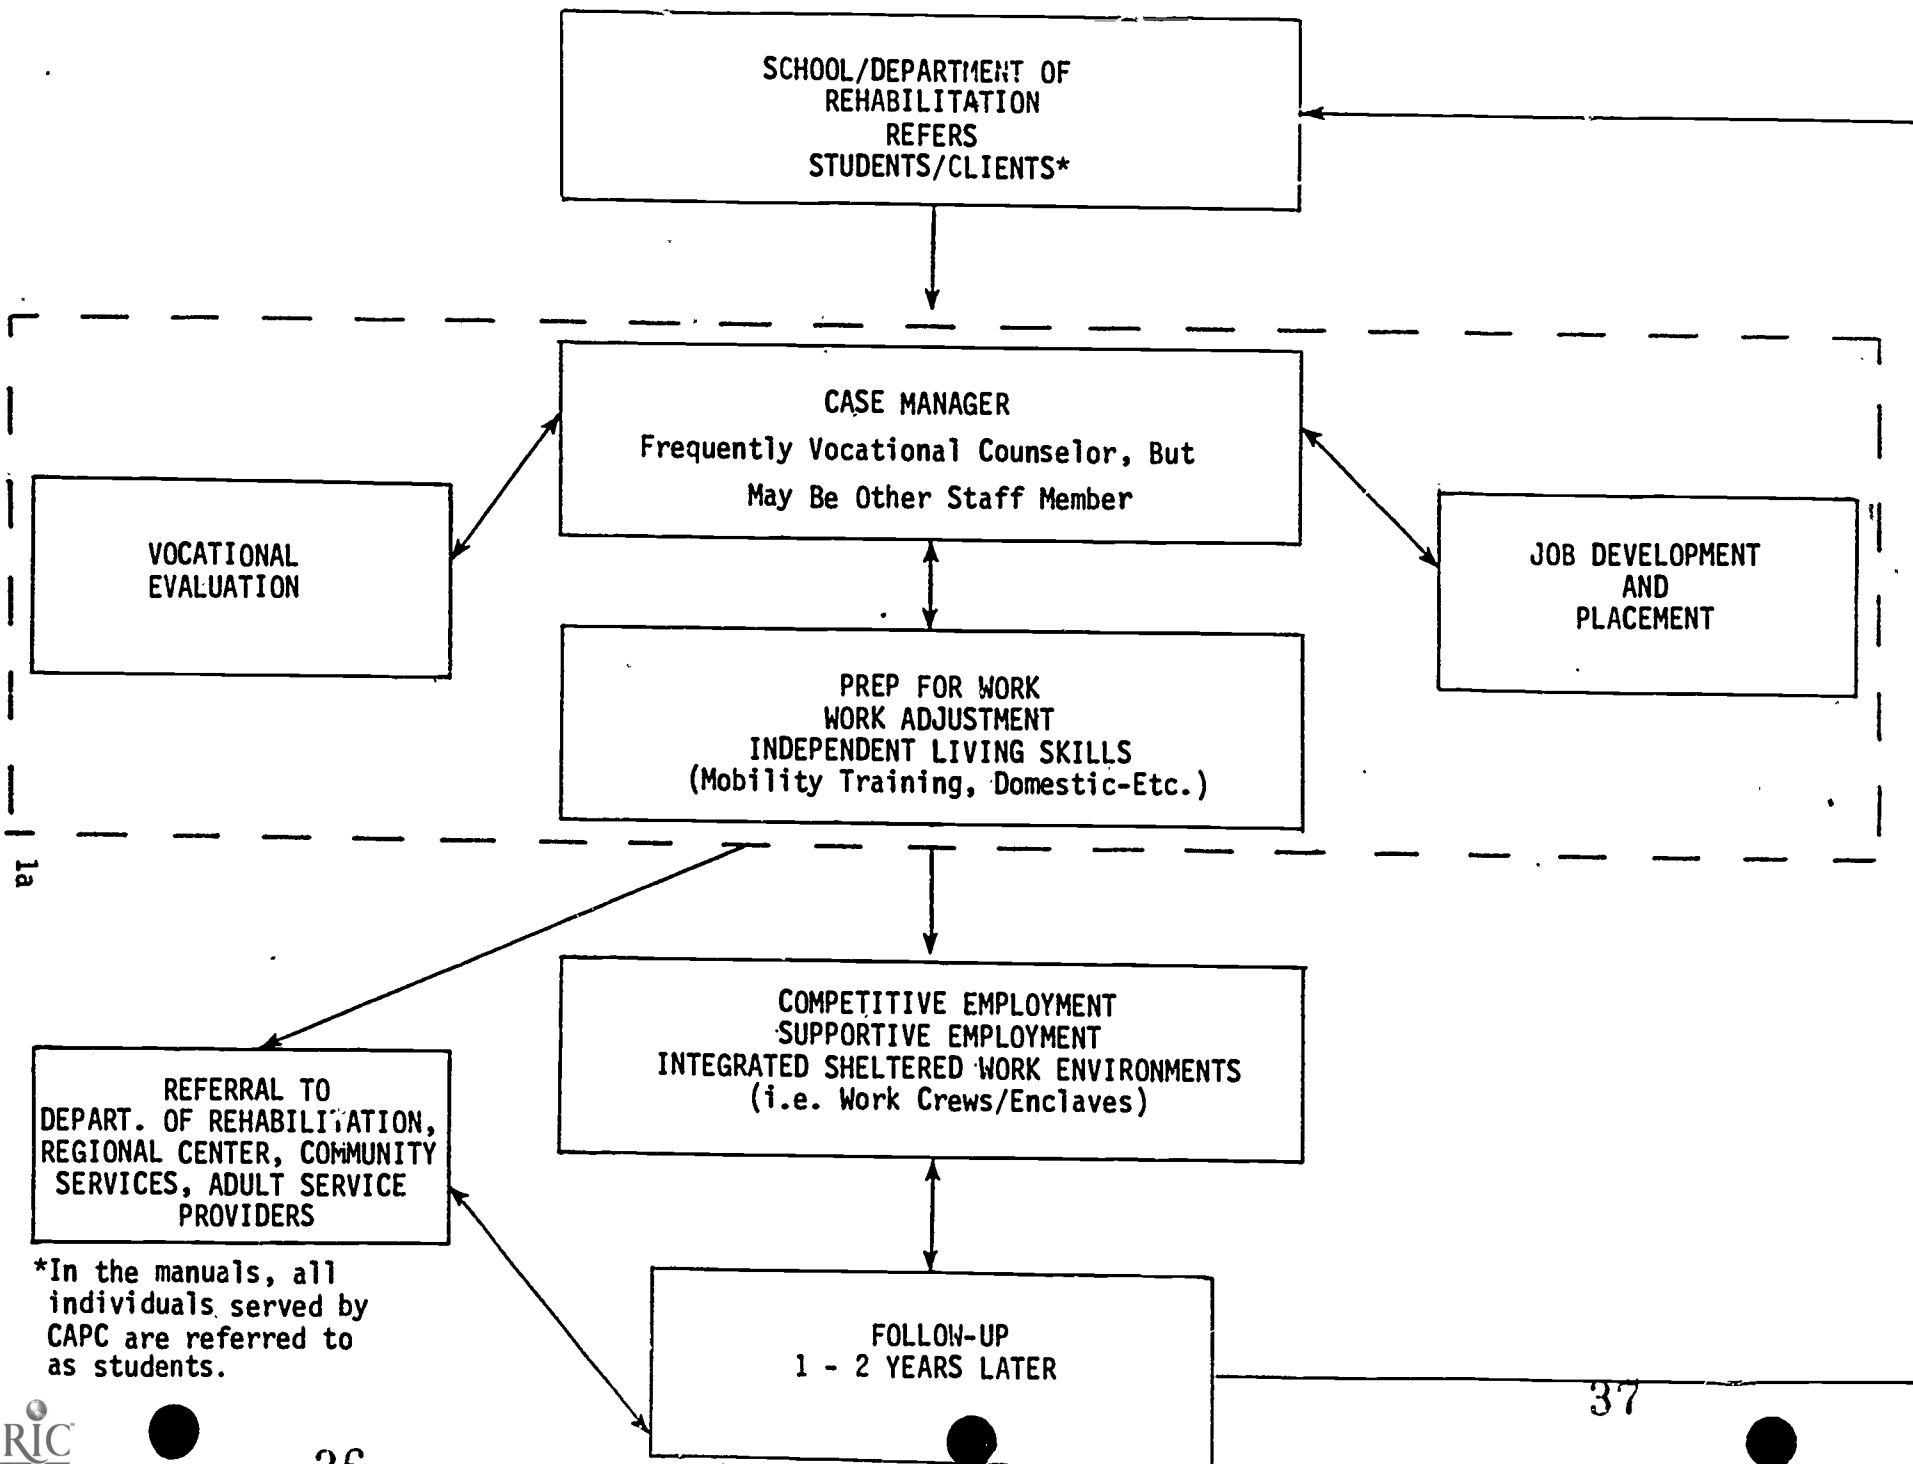 SCHOOL/DEPARTMENT OF
REHABILITATION
REFERS
STUDENTS/CLIENTS*
CASE MANAGER
Frequently Vocational Counselor, But
May Be Other Staff Member
VOCATIONAL
EVALUATION
JOB DEVELOPMENT
AND
PLACEMENT
PREP FOR WORK
WORK ADJUSTMENT
INDEPENDENT LIVING SKILLS
(Mobility Training, Domestic-Etc.)
1a
COMPETITIVE EMPLOYMENT
SUPPORTIVE EMPLOYMENT
INTEGRATED SHELTERED WORK ENVIRONMENTS
(i.e. Work Crews/Enclaves)
REFERRAL TO
DEPART. OF REHABILITATION,
REGIONAL CENTER, COMMUNITY
SERVICES, ADULT SERVICE
PROVIDERS
*In the manuals, all
individuals served by
CAPC are referred to
as students.
FOLLOW-UP
1 - 2 YEARS LATER
37
RIC